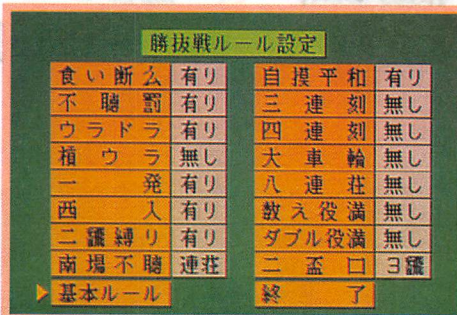 勝抜戦ルール設定
食い断么 有り 自摸平和 有り
不聴罰 有り 三連刻 無し
ウラドラ 有り 四連刻 無し
槓ウラ 無し 大車輪 無し
一発 有り 八連荘 無し
西入 有り 数え役満 無し
二飜縛り 有り ダブル役満 無し
南場不聴 連荘 二盃口 3飜
基本ルール 終了